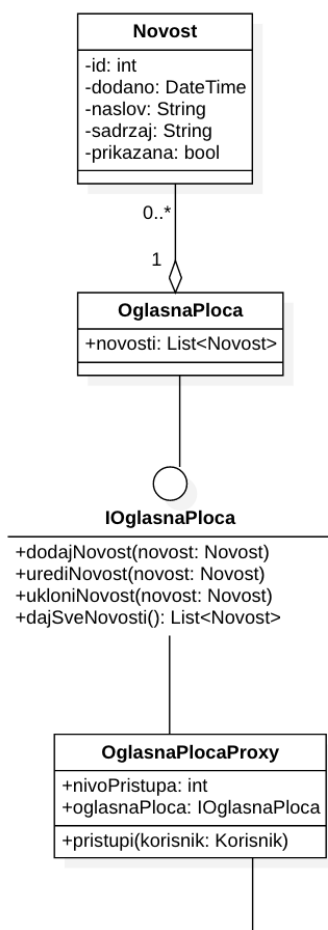 Novost
-id: int
-dodano: DateTime
-naslov: String
-sadrzaj: String
-prikazana: bool
0..*
1
OglasnaPloca
+novosti: List<Novost>
IOglasnaPloca
+dodajNovost(novost: Novost)
+urediNovost(novost: Novost)
+ukloniNovost(novost: Novost)
+dajSveNovosti(): List<Novost>
OglasnaPlocaProxy
+nivoPristupa: int
+oglasnaPloca: IOglasnaPloca
+pristupi(korisnik: Korisnik)